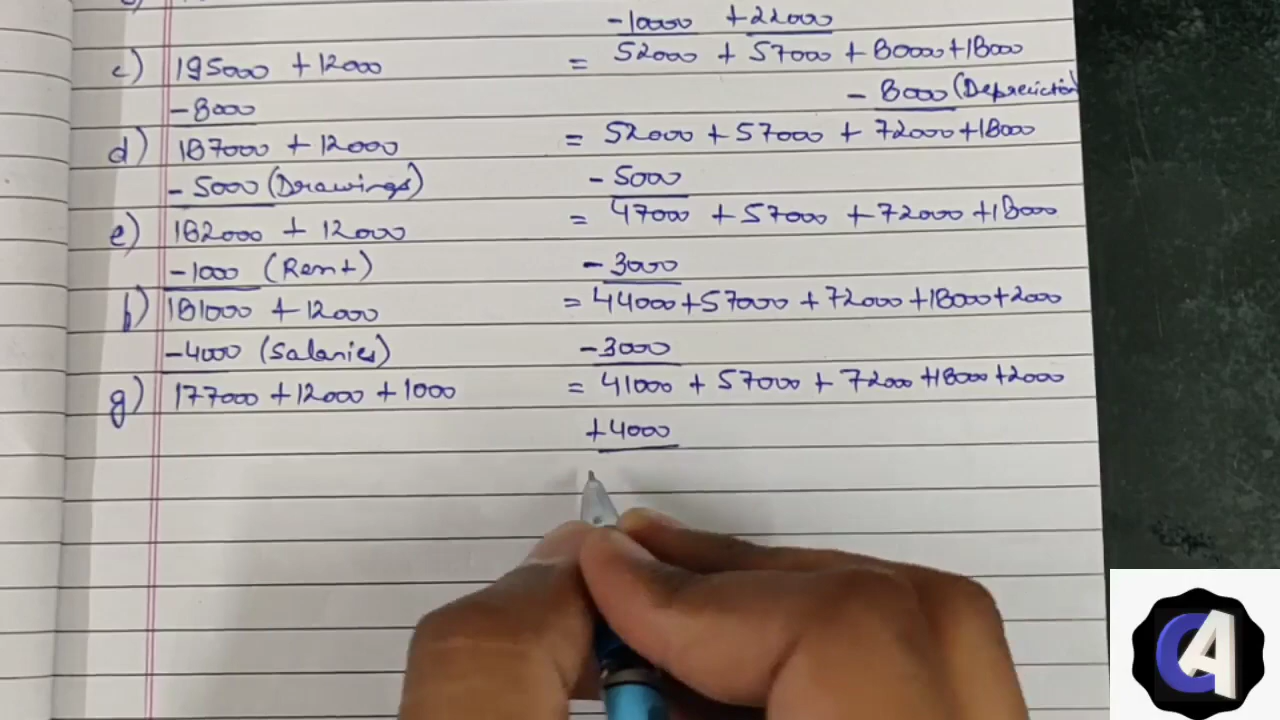 -10000 +22000
c) 195000 +12000 = 52000 + 57000 + 80000+18000
-8000 - 8000 (Depreciation)
d) 187000 + 12000 = 52000 + 57000 + 72000+18000
- 5000 (Drawings) - 5000
e) 182000 + 12000 = 47000 + 57000 + 72000 +18000
-1000 (Rent) -3000
f) 181000 + 12000 = 44000+57000 + 72000 +18000+2000
-4000 (Salaries) -3000
g) 177000 +12000 +1000 = 41000 + 57000 + 72000 +18000 +2000
+4000
CA